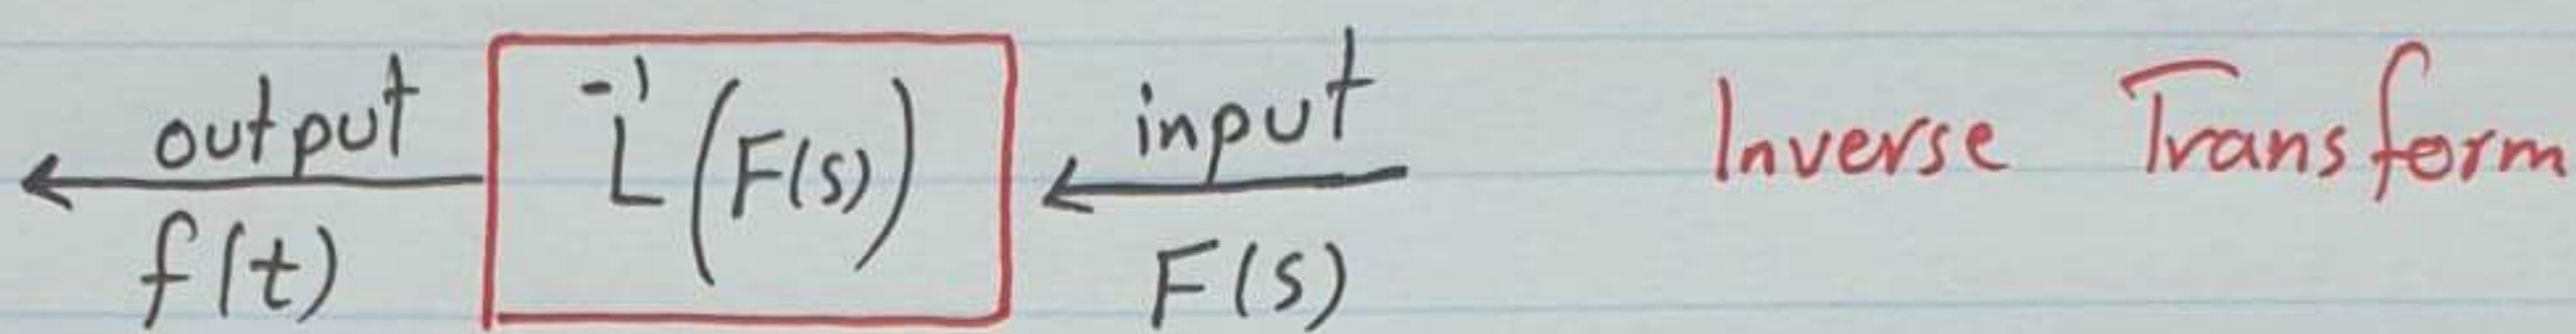 output L⁻¹(F(s)) input Inverse Transform
f(t) F(s)